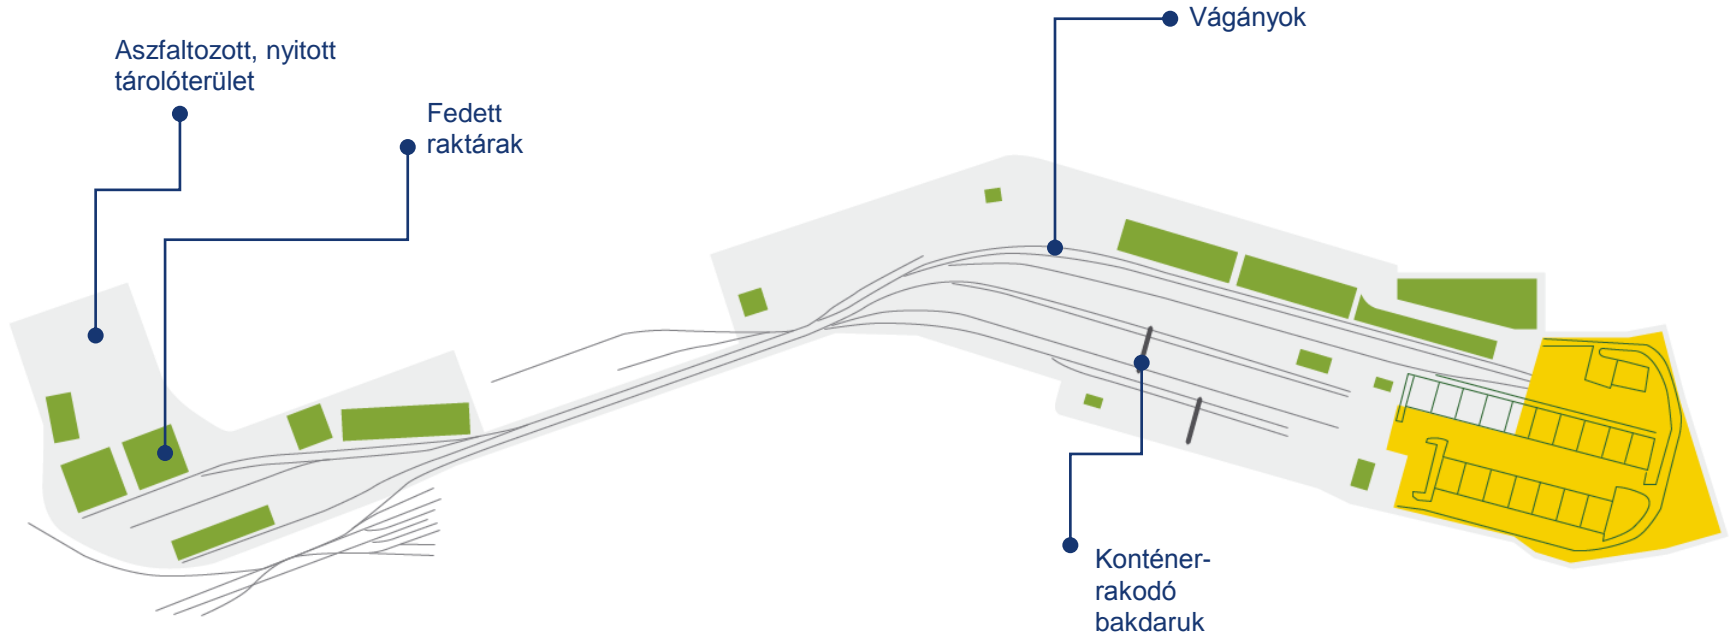 Aszfaltozott, nyitott
tárolóterület
Fedett
raktárak
Vágányok
Konténer-
rakodó
bakdaruk